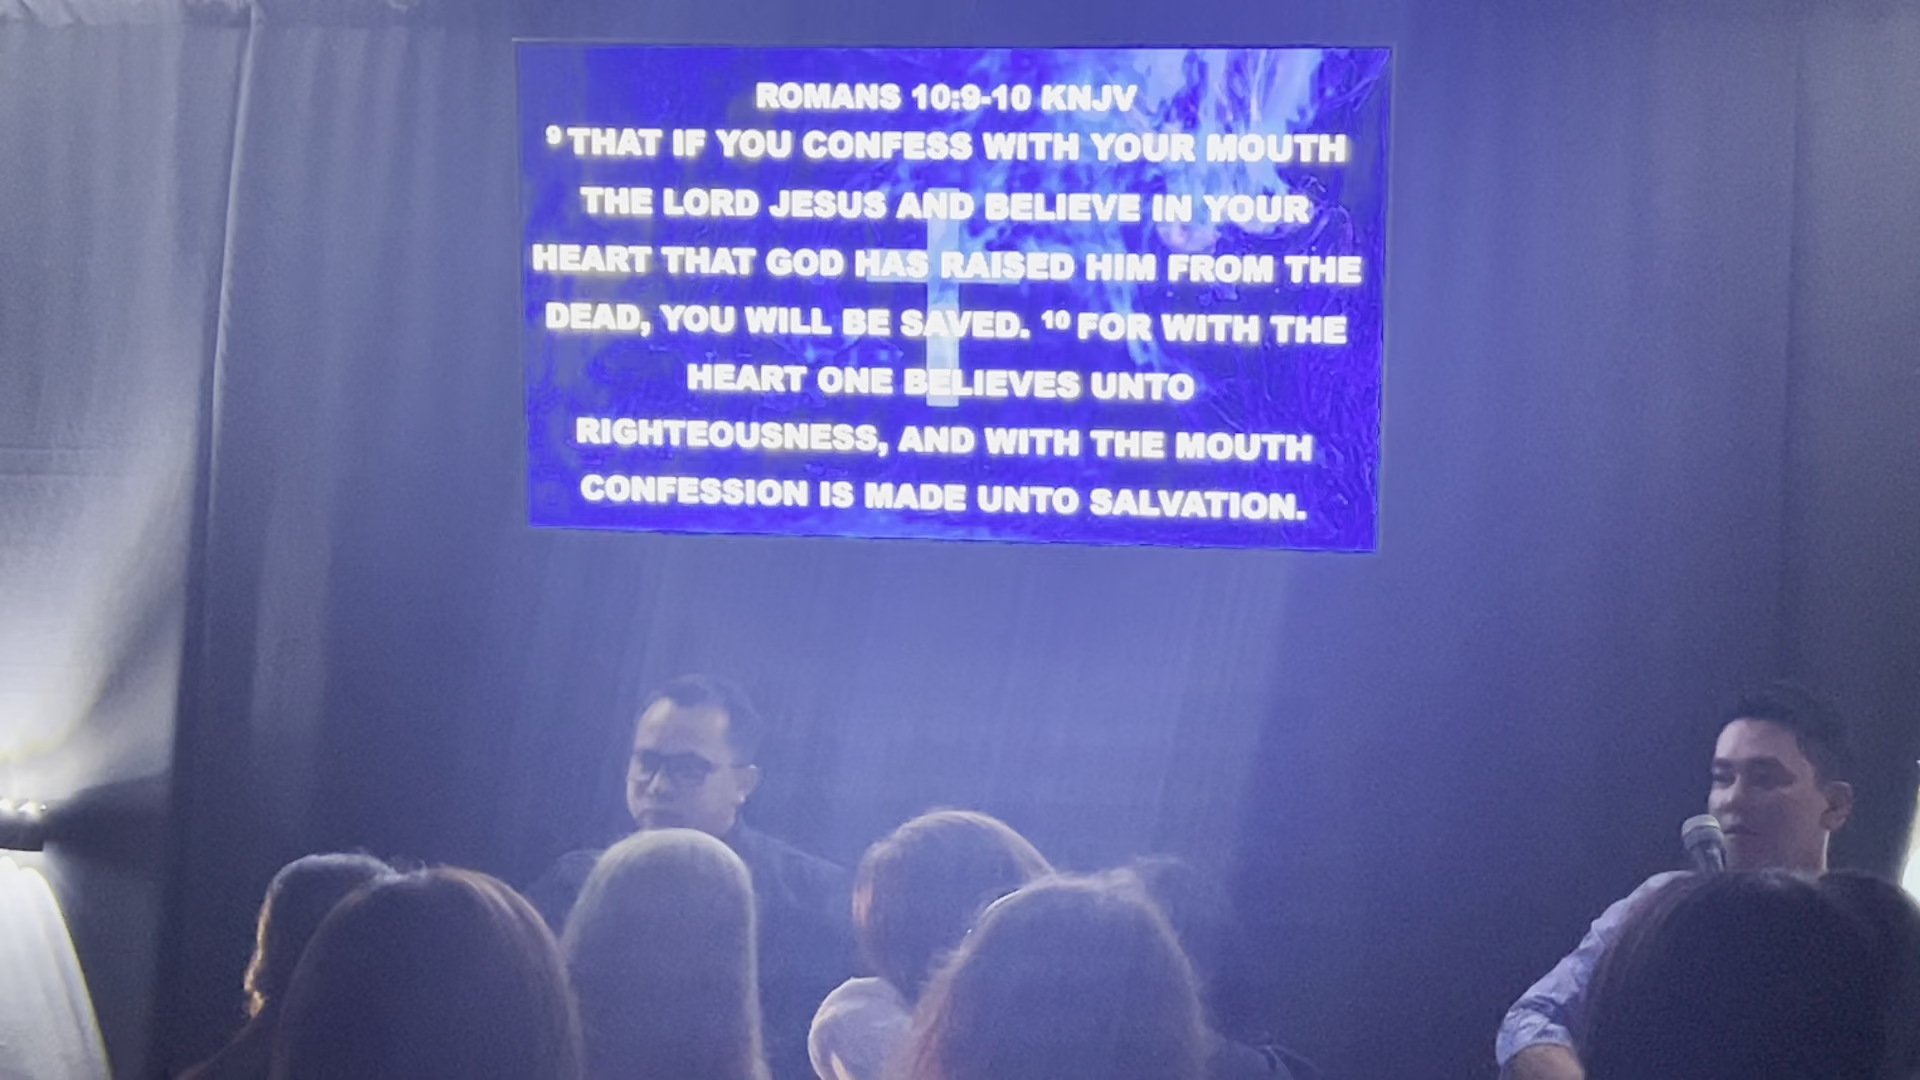 ROMANS 10:9-10 KNJV
⁹ THAT IF YOU CONFESS WITH YOUR MOUTH
THE LORD JESUS AND BELIEVE IN YOUR
HEART THAT GOD HAS RAISED HIM FROM THE
DEAD, YOU WILL BE SAVED. ¹⁰ FOR WITH THE
HEART ONE BELIEVES UNTO
RIGHTEOUSNESS, AND WITH THE MOUTH
CONFESSION IS MADE UNTO SALVATION.